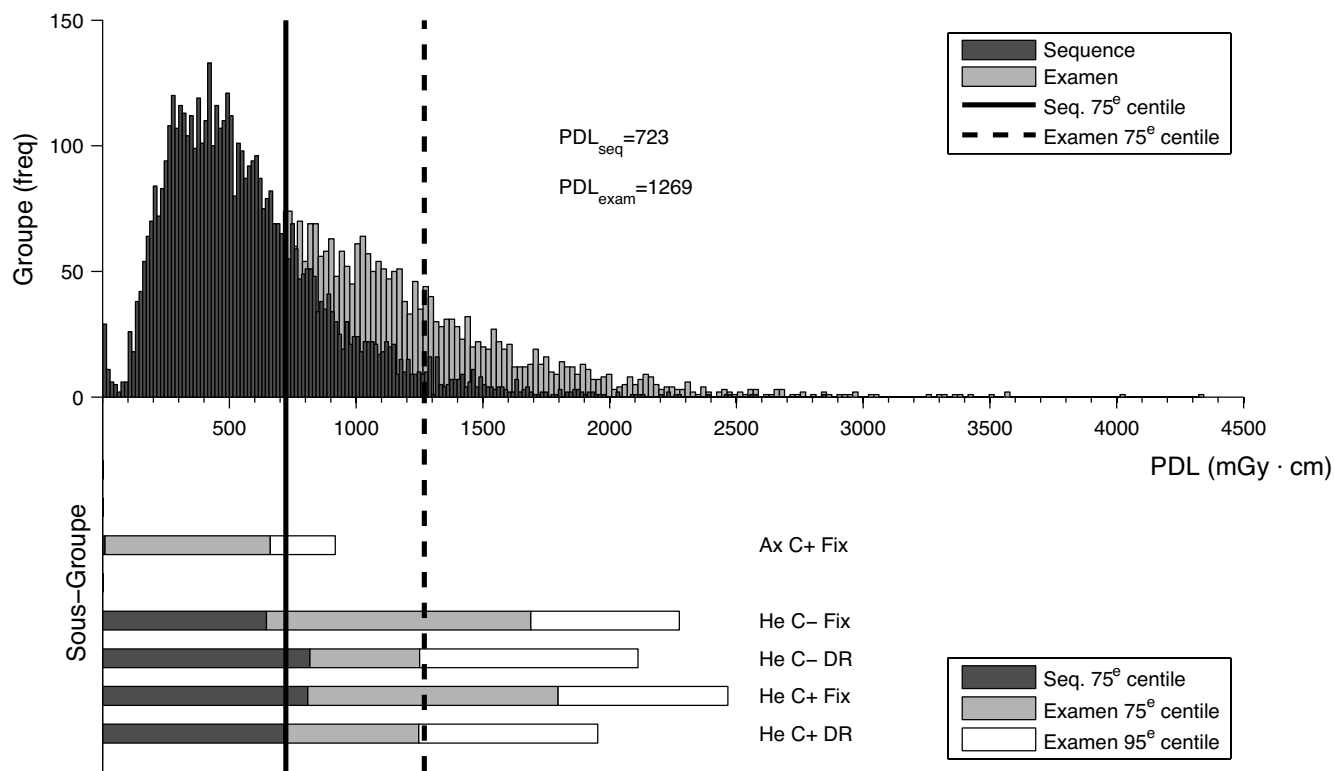 150
100
50
0
Groupe (freq)
Sequence
Examen
Seq. 75e centile
Examen 75e centile
PDLseq=723
PDLexam=1269
500 1000 1500 2000 2500 3000 3500 4000 4500
PDL (mGy · cm)
Sous−Groupe
Ax C+ Fix
He C− Fix
He C− DR
He C+ Fix
He C+ DR
Seq. 75e centile
Examen 75e centile
Examen 95e centile